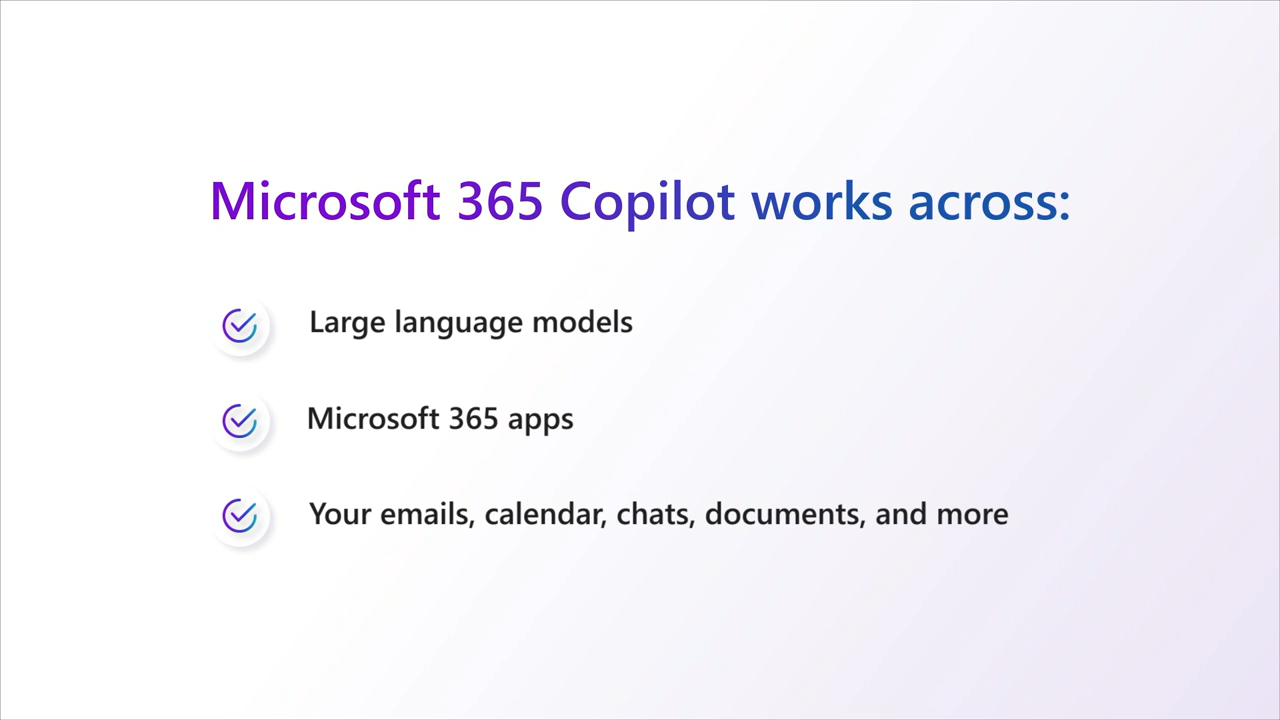 Microsoft 365 Copilot works across:
Large language models
Microsoft 365 apps
Your emails, calendar, chats, documents, and more